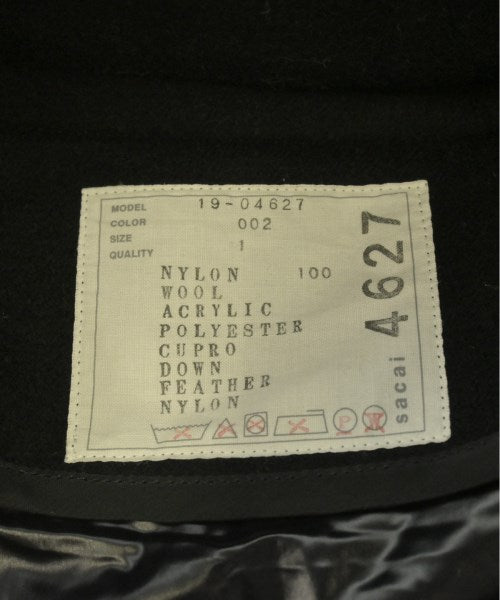 MODEL 19-04627
COLOR 002
SIZE 1
QUALITY
NYLON 100
WOOL
ACRYLIC
POLYESTER
CUPRO
DOWN
FEATHER
NYLON
P
sacai 4627